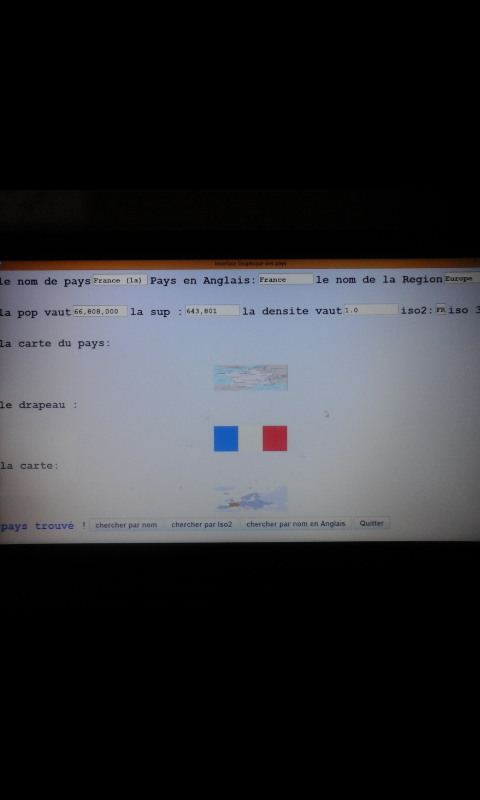 Interface Graphique des pays
le nom de pays France (la) Pays en Anglais: France le nom de la Region Europe
la pop vaut 66,808,000 la sup : 643,801 la densite vaut 1.0 iso2: FR iso 3
la carte du pays:
le drapeau :
la carte:
pays trouvé ! chercher par nom chercher par Iso2 chercher par nom en Anglais Quitter